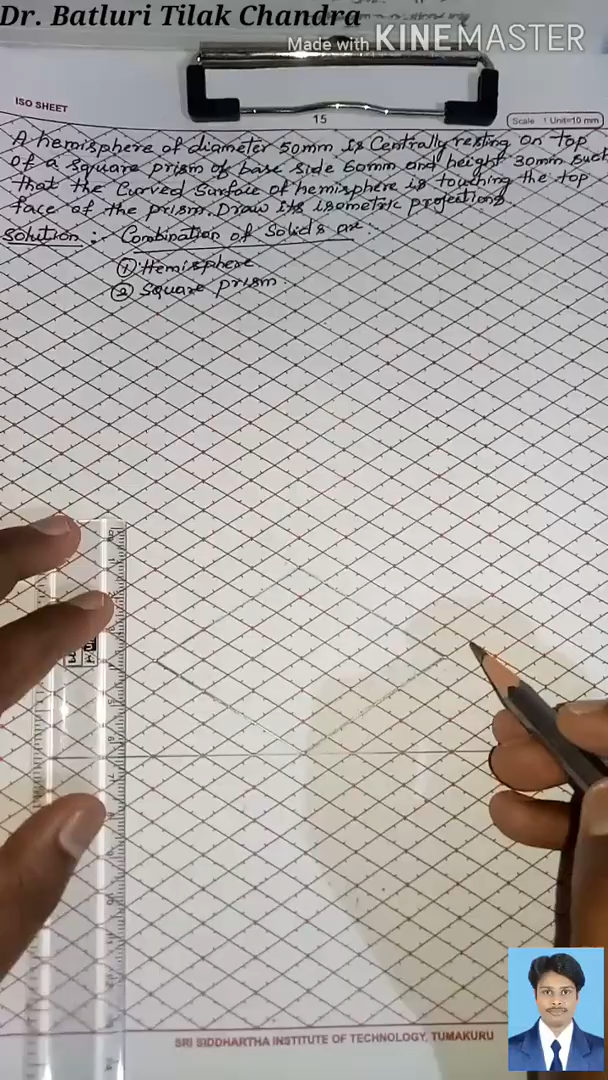 Dr. Batluri Tilak Chandra
Made with KINEMASTER
ISO SHEET
15
Scale : 1 Unit=10 mm
A hemisphere of diameter 50mm is Centrally resting on top
of a square prism of base side 60mm and height 30mm such
that the Curved Surface of hemisphere is touching the top
face of the prism. Draw its isometric projections.
Solution :- Combination of Solids are :-
① Hemisphere
② Square prism.
SRI SIDDHARTHA INSTITUTE OF TECHNOLOGY, TUMAKURU